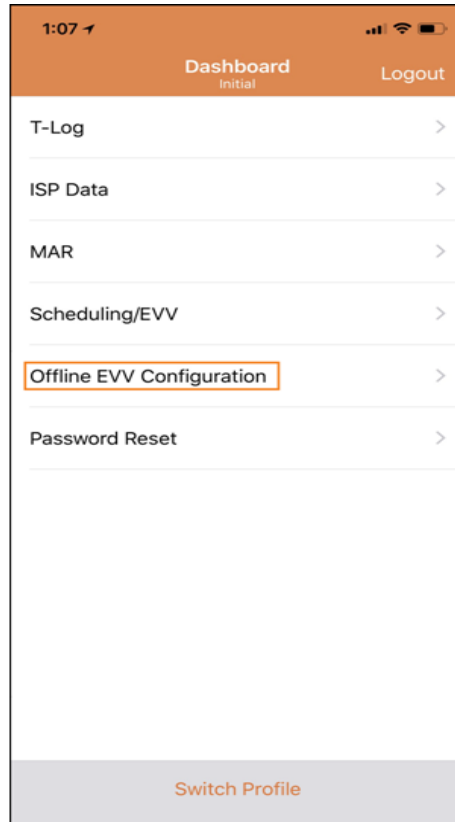 1:07
Dashboard
Initial
Logout
T-Log
ISP Data
MAR
Scheduling/EVV
Offline EVV Configuration
Password Reset
Switch Profile